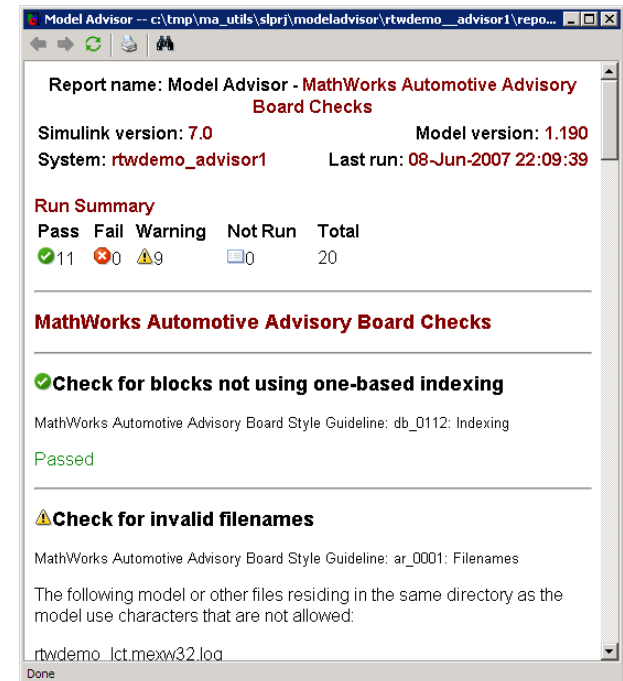 Model Advisor -- c:\tmp\ma_utils\slprj\modeladvisor\rtwdemo__advisor1\repo...
Report name: Model Advisor - MathWorks Automotive Advisory
Board Checks
Simulink version: 7.0 Model version: 1.190
System: rtwdemo_advisor1 Last run: 08-Jun-2007 22:09:39
Run Summary
Pass Fail Warning Not Run Total
11 0 9 0 20
MathWorks Automotive Advisory Board Checks
Check for blocks not using one-based indexing
MathWorks Automotive Advisory Board Style Guideline: db_0112: Indexing
Passed
Check for invalid filenames
MathWorks Automotive Advisory Board Style Guideline: ar_0001: Filenames
The following model or other files residing in the same directory as the
model use characters that are not allowed:
rtwdemo_lct.mexw32.log
Done